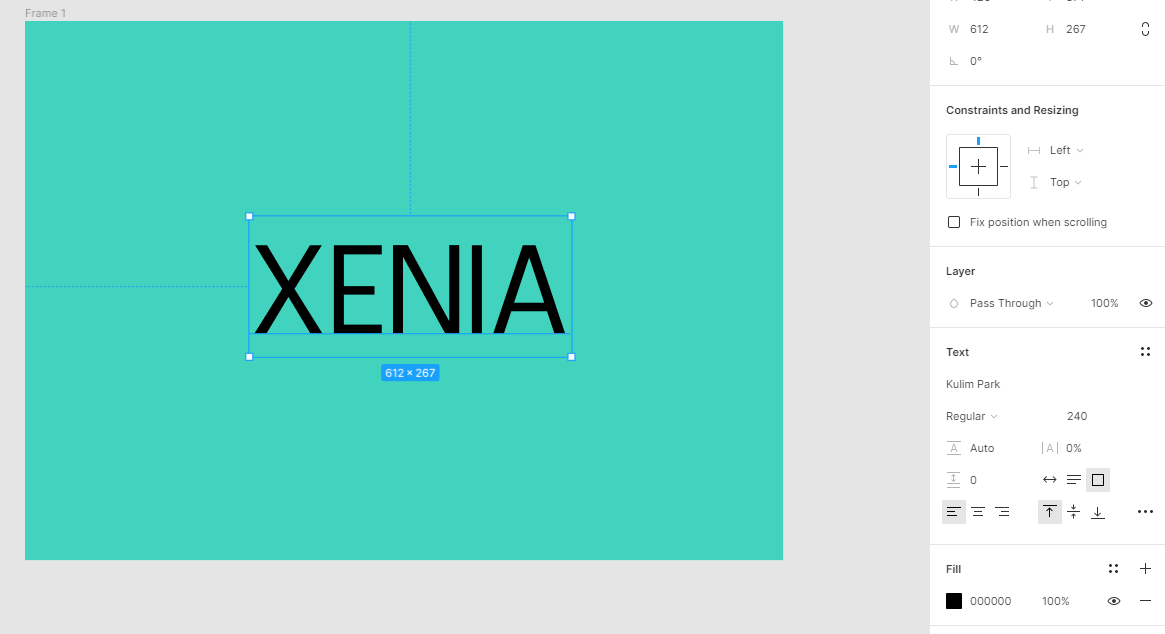 Frame 1
XENIA
612 × 267
W 612 H 267
0°
Constraints and Resizing
Left
Top
Fix position when scrolling
Layer
Pass Through 100%
Text
Kulim Park
Regular 240
A Auto |A| 0%
0
Fill
000000 100%